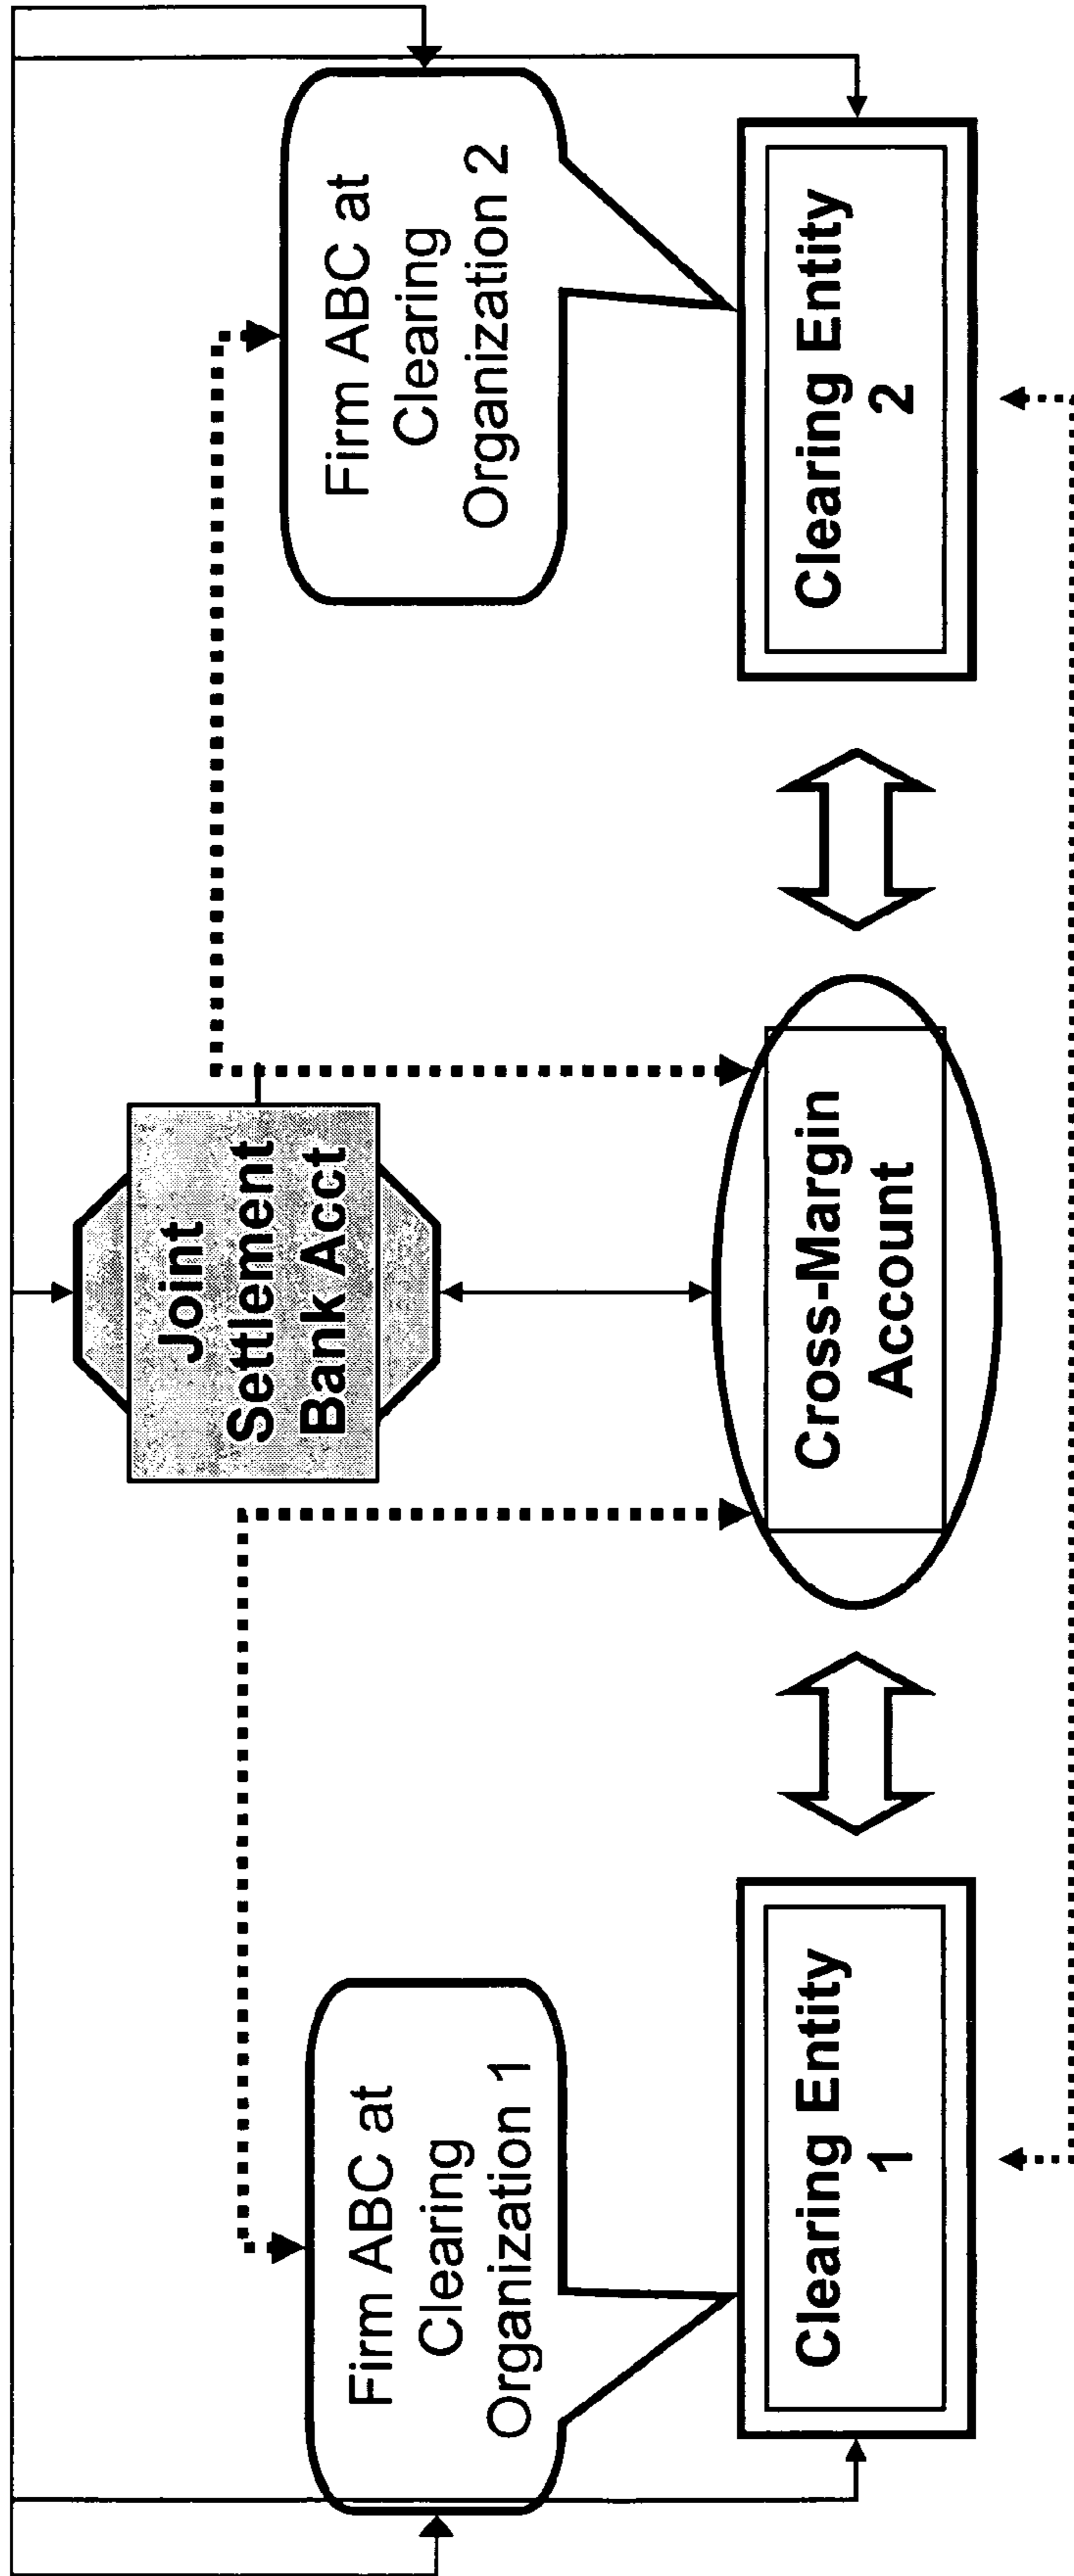 Joint
Settlement
Bank Acct
Firm ABC at
Clearing
Organization 1
Firm ABC at
Clearing
Organization 2
Clearing Entity
1
Cross-Margin
Account
Clearing Entity
2